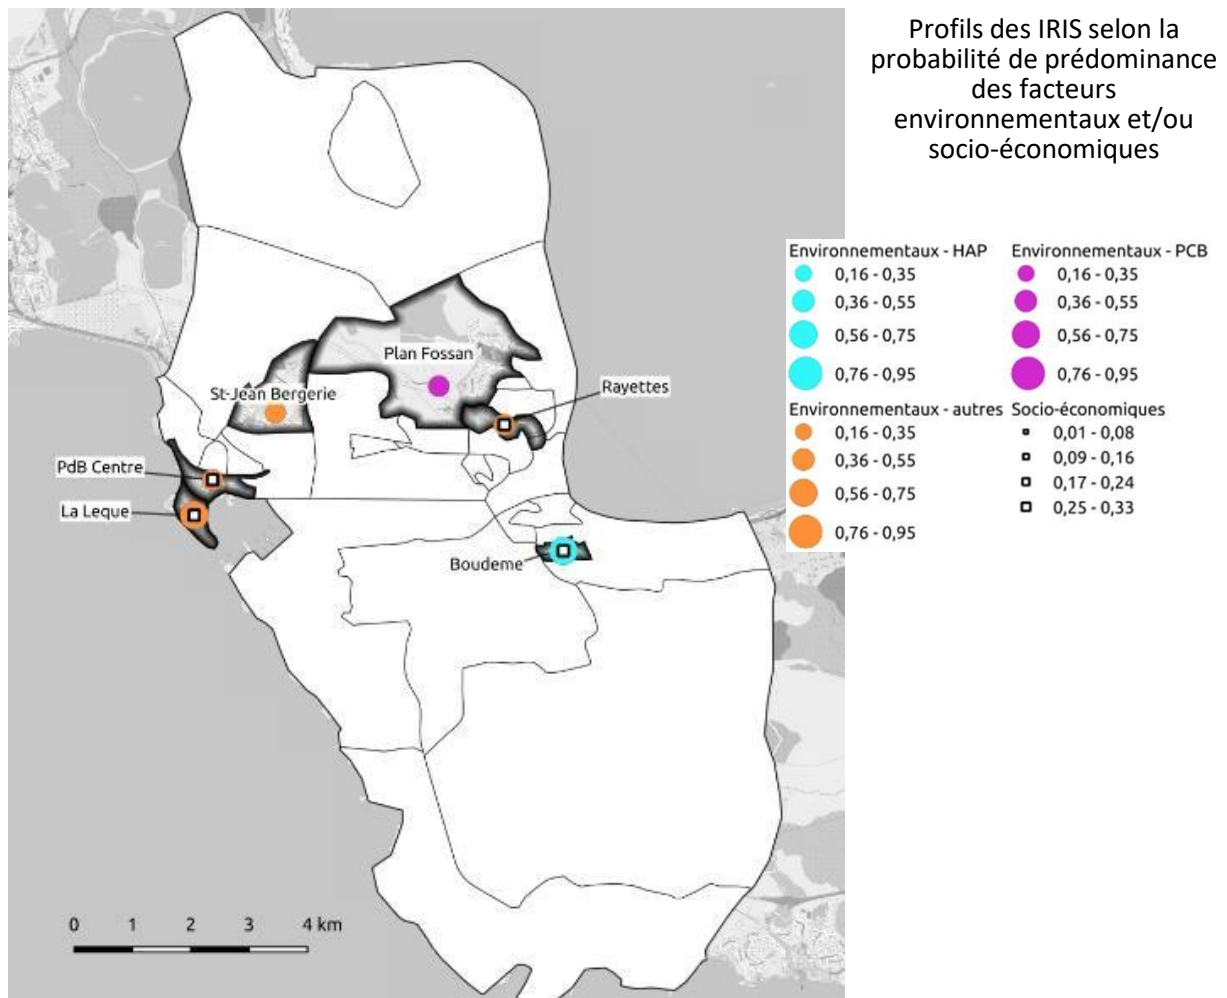 Profils des IRIS selon la
probabilité de prédominance
des facteurs
environnementaux et/ou
socio-économiques
Environnementaux - HAP
0,16 - 0,35
0,36 - 0,55
0,56 - 0,75
0,76 - 0,95
Environnementaux - PCB
0,16 - 0,35
0,36 - 0,55
0,56 - 0,75
0,76 - 0,95
Environnementaux - autres
0,16 - 0,35
0,36 - 0,55
0,56 - 0,75
0,76 - 0,95
Socio-économiques
0,01 - 0,08
0,09 - 0,16
0,17 - 0,24
0,25 - 0,33
Plan Fossan
St-Jean Bergerie
Rayettes
PdB Centre
La Leque
Boudeme
0 1 2 3 4 km